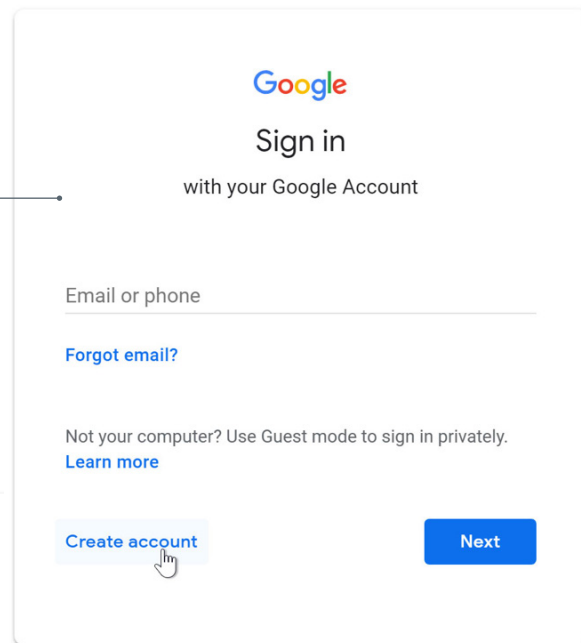 Google
Sign in
with your Google Account
Email or phone
Forgot email?
Not your computer? Use Guest mode to sign in privately.
Learn more
Create account
Next